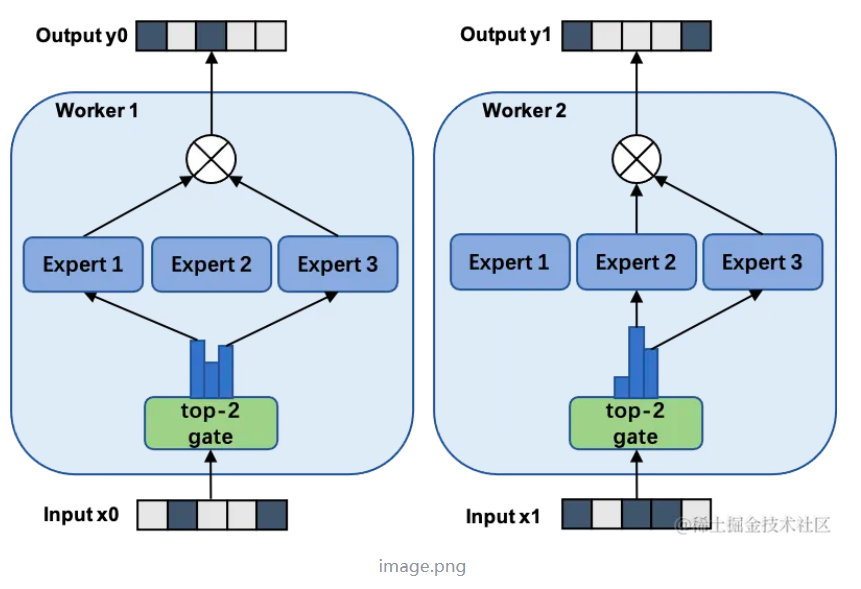 Output y0
Output y1
Worker 1
Worker 2
Expert 1
Expert 2
Expert 3
Expert 1
Expert 2
Expert 3
top-2
gate
top-2
gate
Input x0
Input x1
@稀土掘金技术社区
image.png